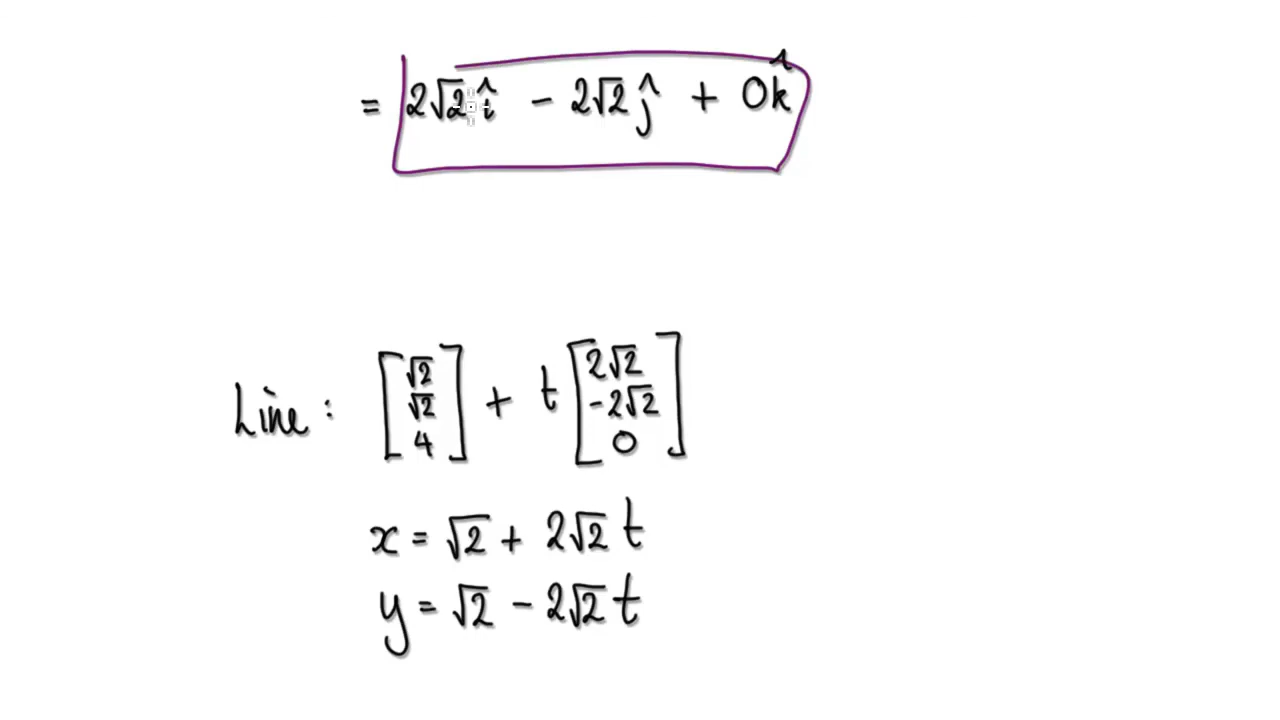 = 2√2 î − 2√2 ĵ + 0k̂
Line: [√2 √2 4] + t [2√2 -2√2 0]
x = √2 + 2√2 t
y = √2 − 2√2 t